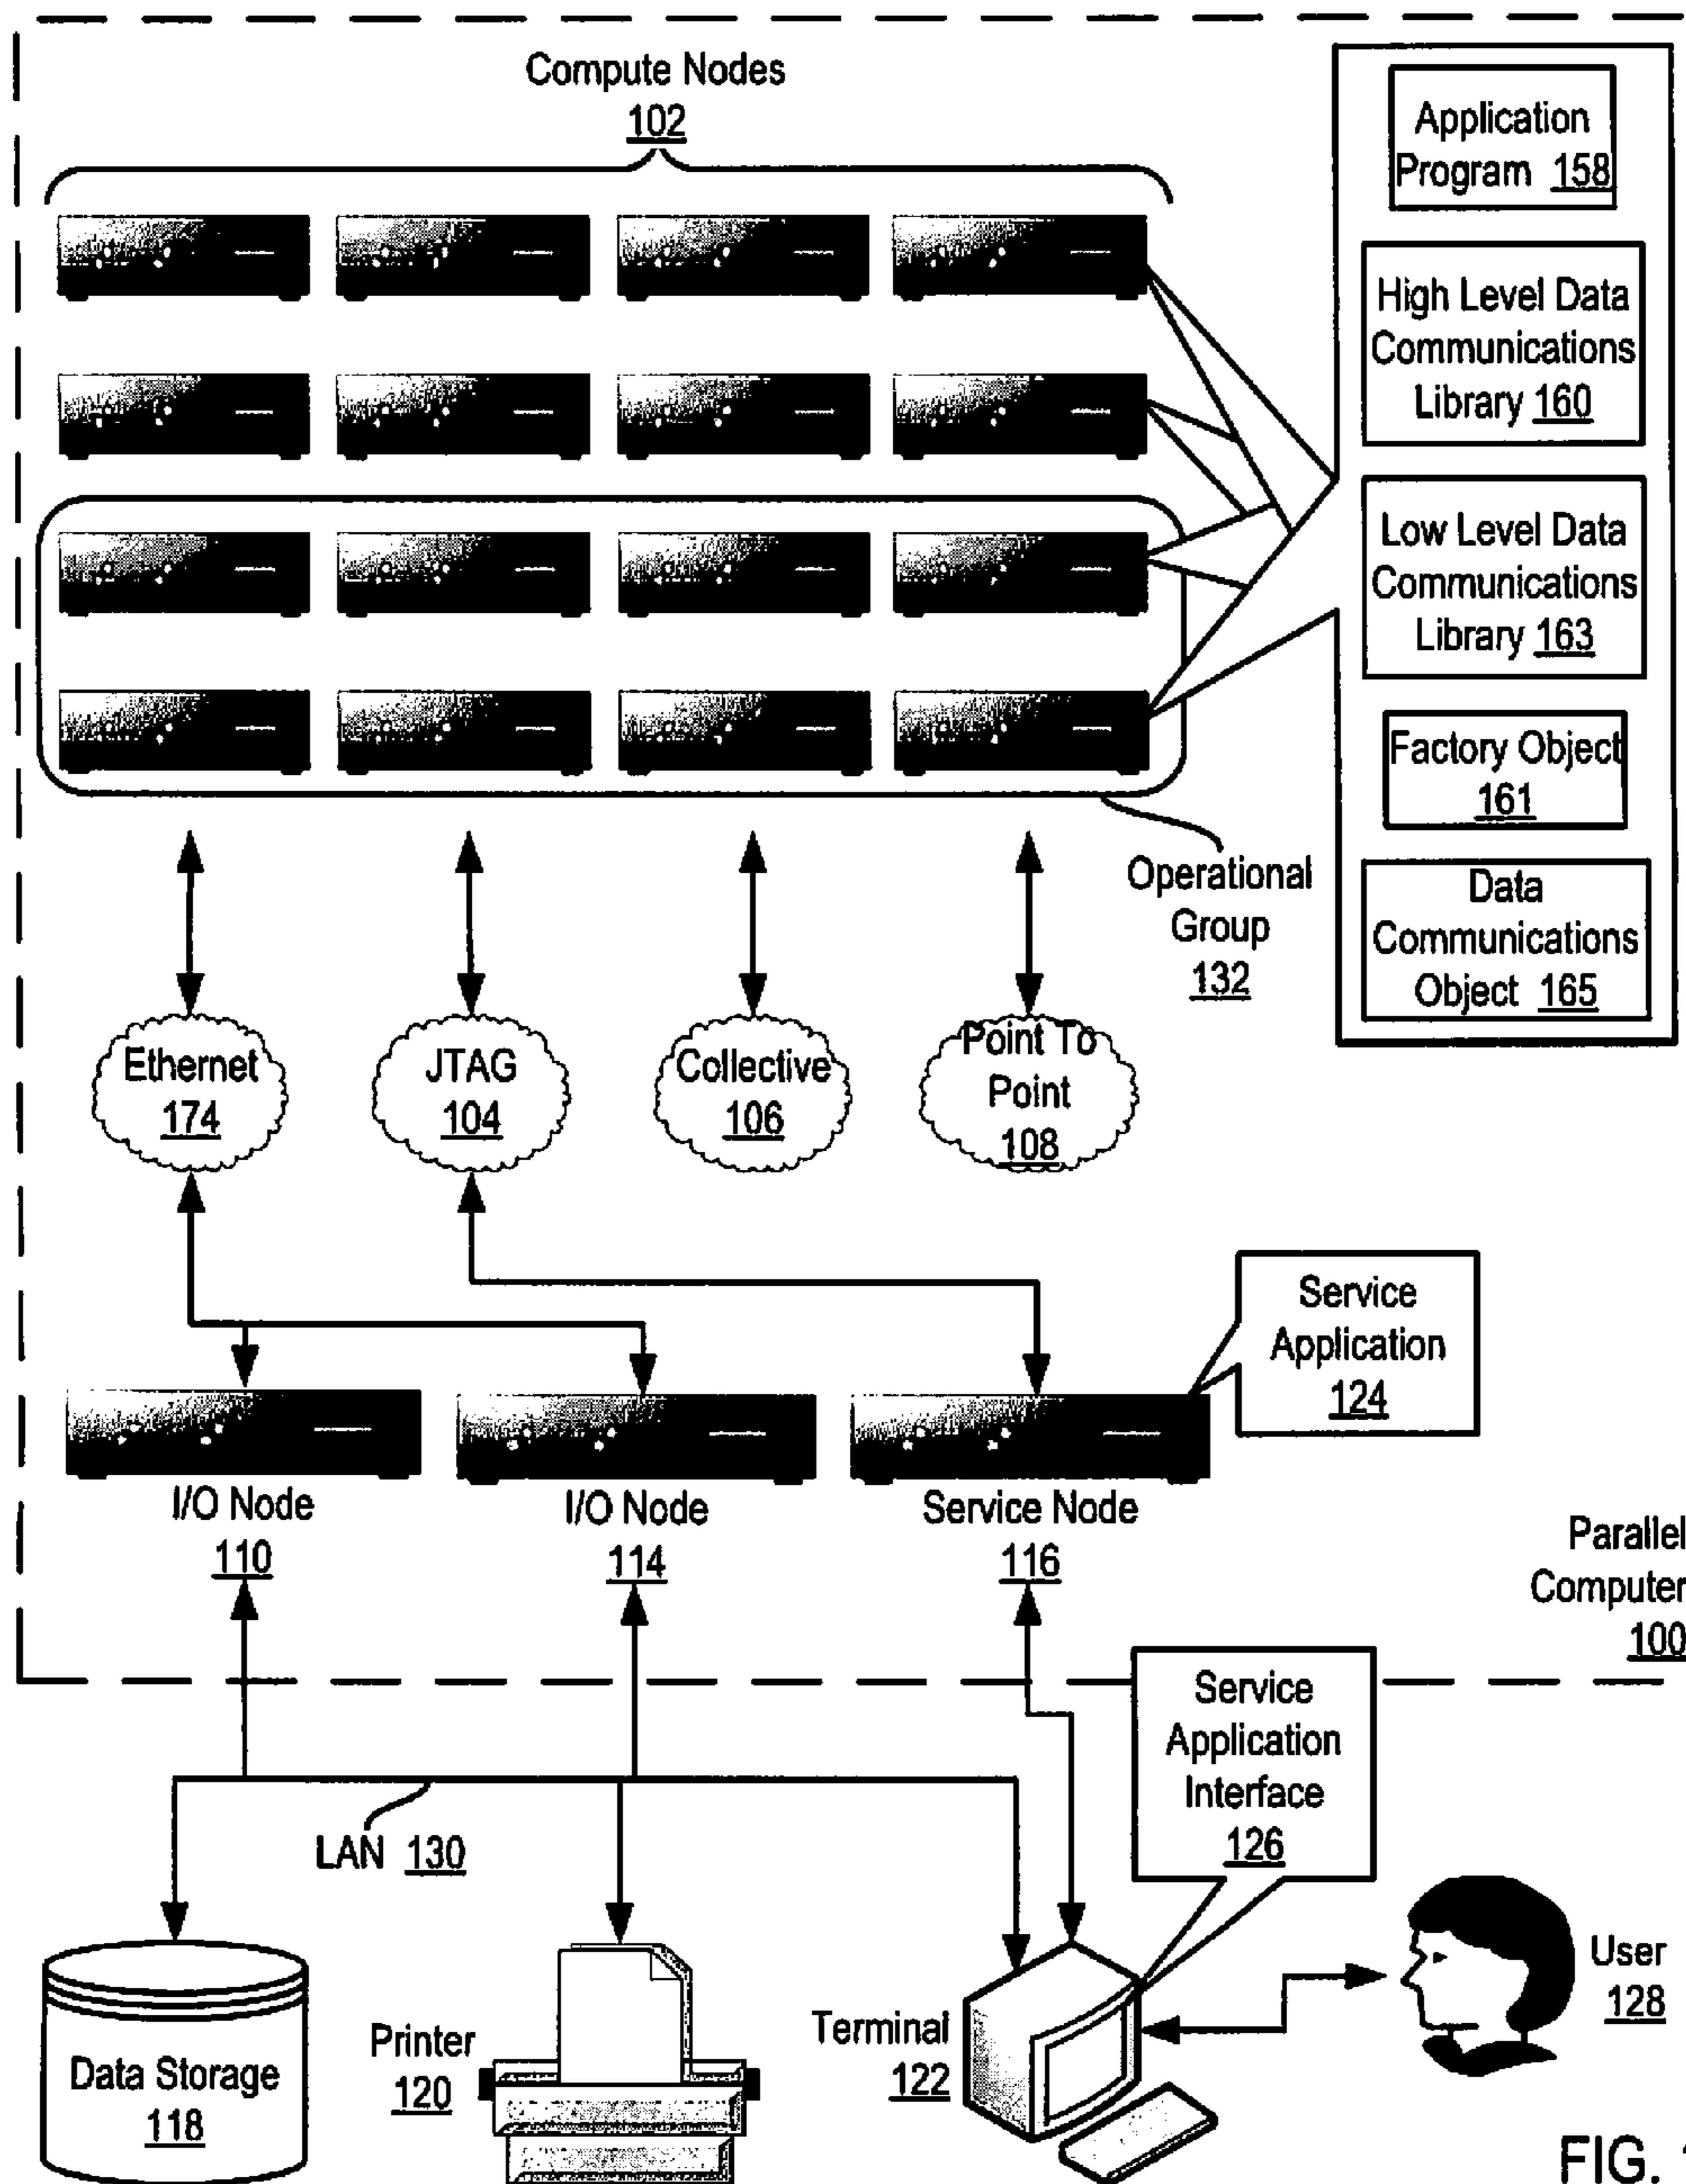 Compute Nodes
102
Application
Program 158
High Level Data
Communications
Library 160
Low Level Data
Communications
Library 163
Factory Object
161
Data
Communications
Object 165
Operational
Group
132
Ethernet
174
JTAG
104
Collective
106
Point To
Point
108
Service
Application
124
I/O Node
110
I/O Node
114
Service Node
116
Parallel
Computer
100
Service
Application
Interface
126
LAN 130
Data Storage
118
Printer
120
Terminal
122
User
128
FIG.